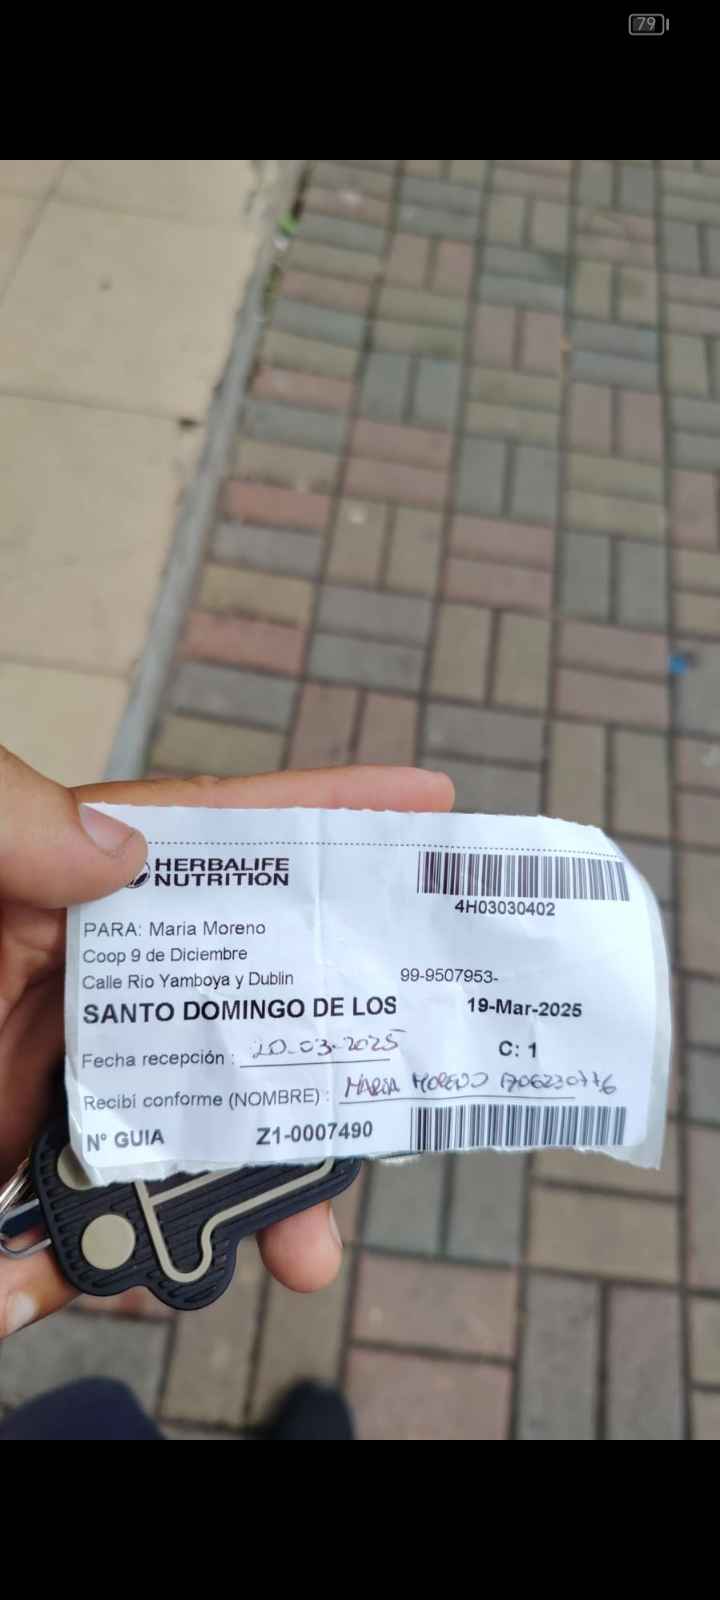 79
HERBALIFE
NUTRITION
4H03030402
PARA: Maria Moreno
Coop 9 de Diciembre
Calle Rio Yamboya y Dublin 99-9507953-
SANTO DOMINGO DE LOS 19-Mar-2025
Fecha recepción : 20-03-2025 C: 1
Recibí conforme (NOMBRE) : MARIA MORENO
N° GUIA Z1-0007490